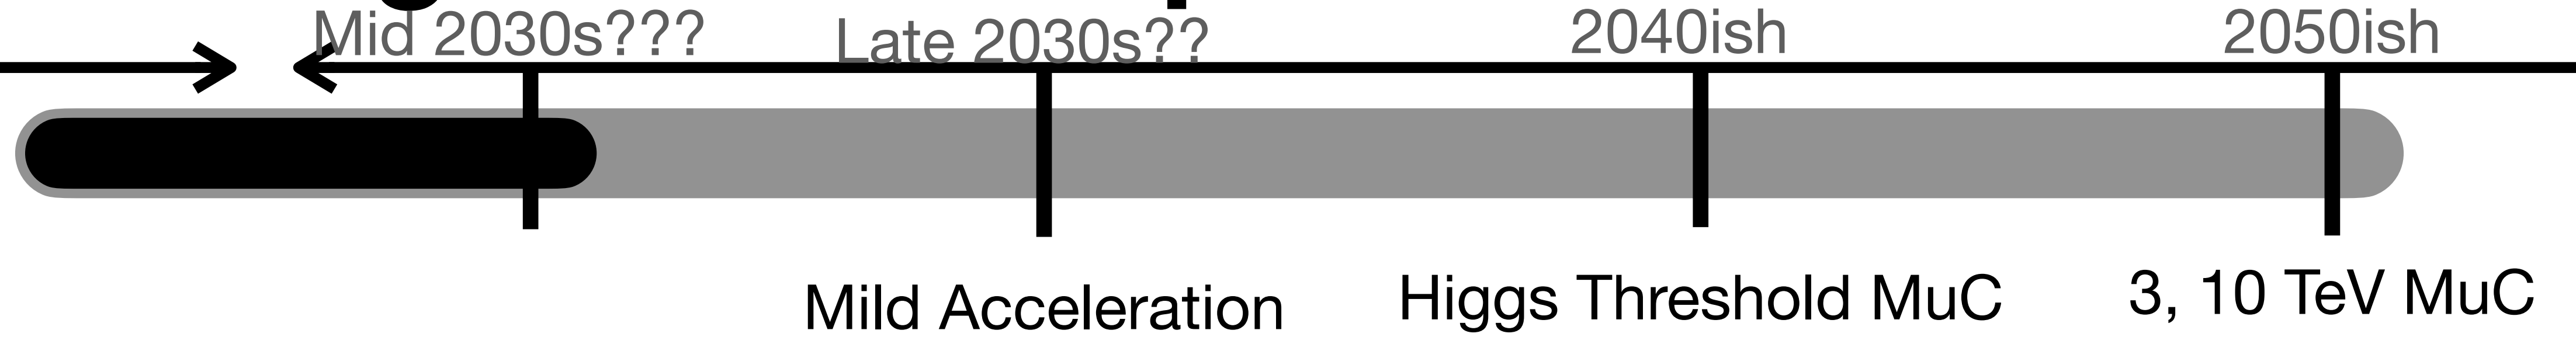 Mid 2030s???
Late 2030s??
2040ish
2050ish
Mild Acceleration
Higgs Threshold MuC
3, 10 TeV MuC